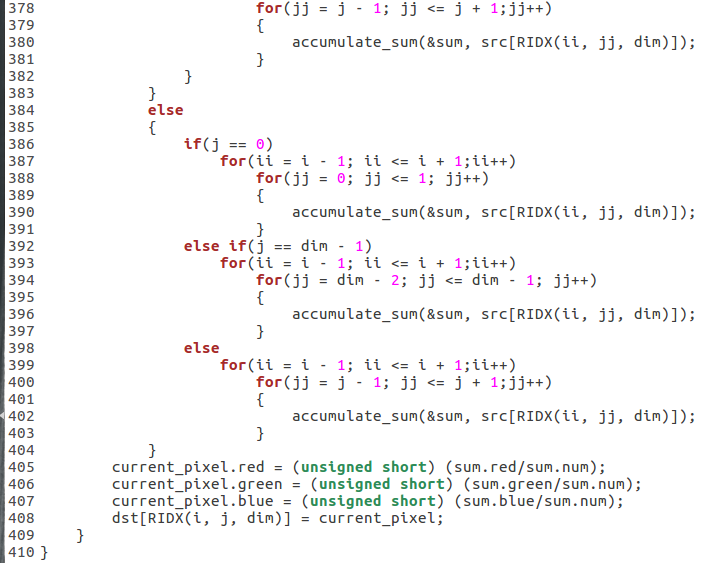 378                         for(jj = j - 1; jj <= j + 1;jj++)
379                         {
380                             accumulate_sum(&sum, src[RIDX(ii, jj, dim)]);
381                         }
382                 }
383             }
384             else
385             {
386                 if(j == 0)
387                     for(ii = i - 1; ii <= i + 1;ii++)
388                         for(jj = 0; jj <= 1; jj++)
389                         {
390                             accumulate_sum(&sum, src[RIDX(ii, jj, dim)]);
391                         }
392                 else if(j == dim - 1)
393                     for(ii = i - 1; ii <= i + 1;ii++)
394                         for(jj = dim - 2; jj <= dim - 1; jj++)
395                         {
396                             accumulate_sum(&sum, src[RIDX(ii, jj, dim)]);
397                         }
398                 else
399                     for(ii = i - 1; ii <= i + 1;ii++)
400                         for(jj = j - 1; jj <= j + 1;jj++)
401                         {
402                             accumulate_sum(&sum, src[RIDX(ii, jj, dim)]);
403                         }
404             }
405         current_pixel.red = (unsigned short) (sum.red/sum.num);
406         current_pixel.green = (unsigned short) (sum.green/sum.num);
407         current_pixel.blue = (unsigned short) (sum.blue/sum.num);
408         dst[RIDX(i, j, dim)] = current_pixel;
409     }
410 }